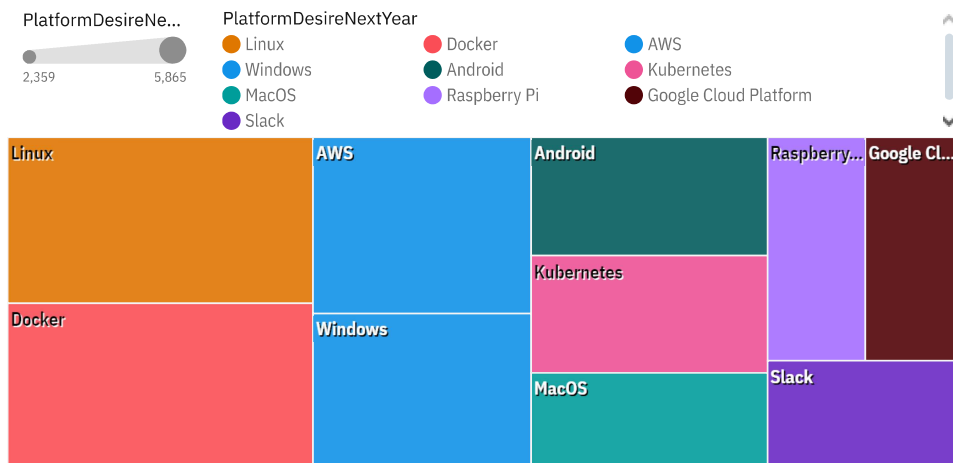 PlatformDesireNe...
2,359 5,865
PlatformDesireNextYear
Linux Docker AWS
Windows Android Kubernetes
MacOS Raspberry Pi Google Cloud Platform
Slack
Linux AWS Android Raspberry... Google Cl...
Kubernetes
Docker Windows
Slack
MacOS